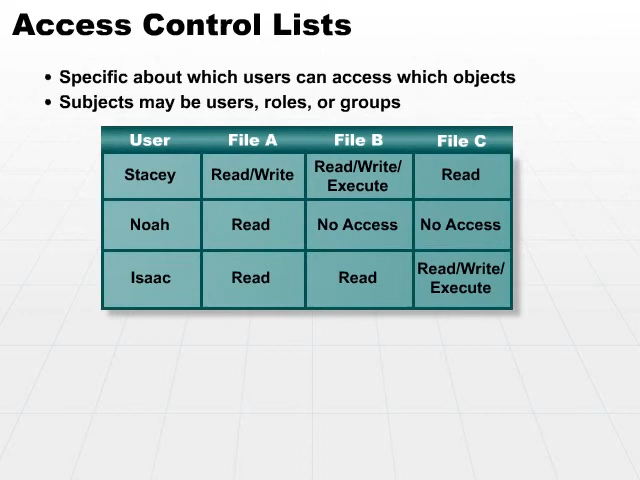 Access Control Lists
• Specific about which users can access which objects
• Subjects may be users, roles, or groups
User File A File B File C
Stacey Read/Write Read/Write/ Execute Read
Noah Read No Access No Access
Isaac Read Read Read/Write/ Execute